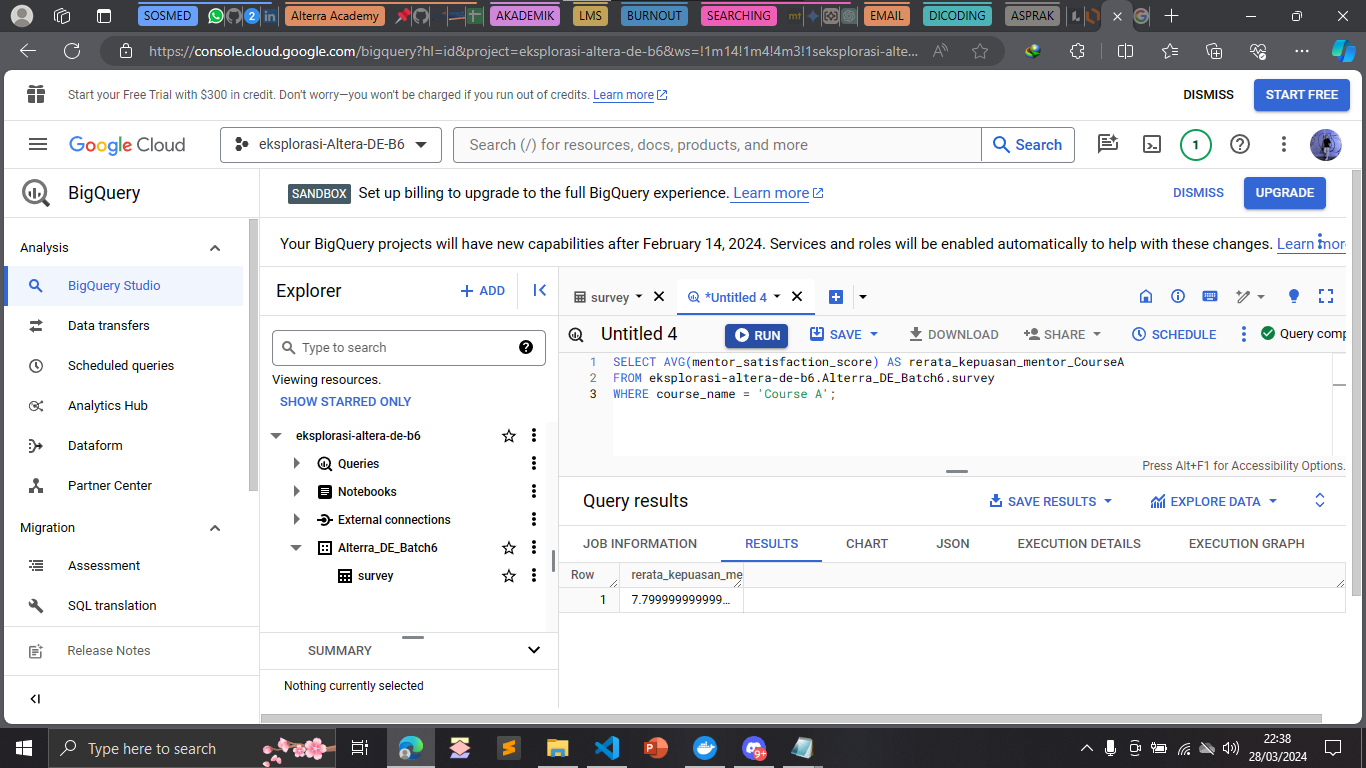 SOSMED
2
in
Alterra Academy
AKADEMIK
LMS
BURNOUT
SEARCHING
mt
EMAIL
DICODING
ASPRAK
https://console.cloud.google.com/bigquery?hl=id&project=eksplorasi-altera-de-b6&ws=!1m14!1m4!4m3!1seksplorasi-alte...
Start your Free Trial with $300 in credit. Don't worry—you won't be charged if you run out of credits. Learn more
DISMISS
START FREE
Google Cloud
eksplorasi-Altera-DE-B6
Search (/) for resources, docs, products, and more
Search
1
BigQuery
SANDBOX Set up billing to upgrade to the full BigQuery experience. Learn more
DISMISS
UPGRADE
Your BigQuery projects will have new capabilities after February 14, 2024. Services and roles will be enabled automatically to help with these changes. Learn more
Analysis
BigQuery Studio
Data transfers
Scheduled queries
Analytics Hub
Dataform
Partner Center
Migration
Assessment
SQL translation
Release Notes
Explorer
ADD
Type to search
Viewing resources.
SHOW STARRED ONLY
eksplorasi-altera-de-b6
Queries
Notebooks
External connections
Alterra_DE_Batch6
survey
SUMMARY
Nothing currently selected
survey
*Untitled 4
Untitled 4
RUN
SAVE
DOWNLOAD
SHARE
SCHEDULE
Query comp
1 SELECT AVG(mentor_satisfaction_score) AS rerata_kepuasan_mentor_CourseA
2 FROM eksplorasi-altera-de-b6.Alterra_DE_Batch6.survey
3 WHERE course_name = 'Course A';
Press Alt+F1 for Accessibility Options.
Query results
SAVE RESULTS
EXPLORE DATA
JOB INFORMATION
RESULTS
CHART
JSON
EXECUTION DETAILS
EXECUTION GRAPH
Row rerata_kepuasan_me
1 7.799999999999...
Type here to search
9+
22:38
28/03/2024